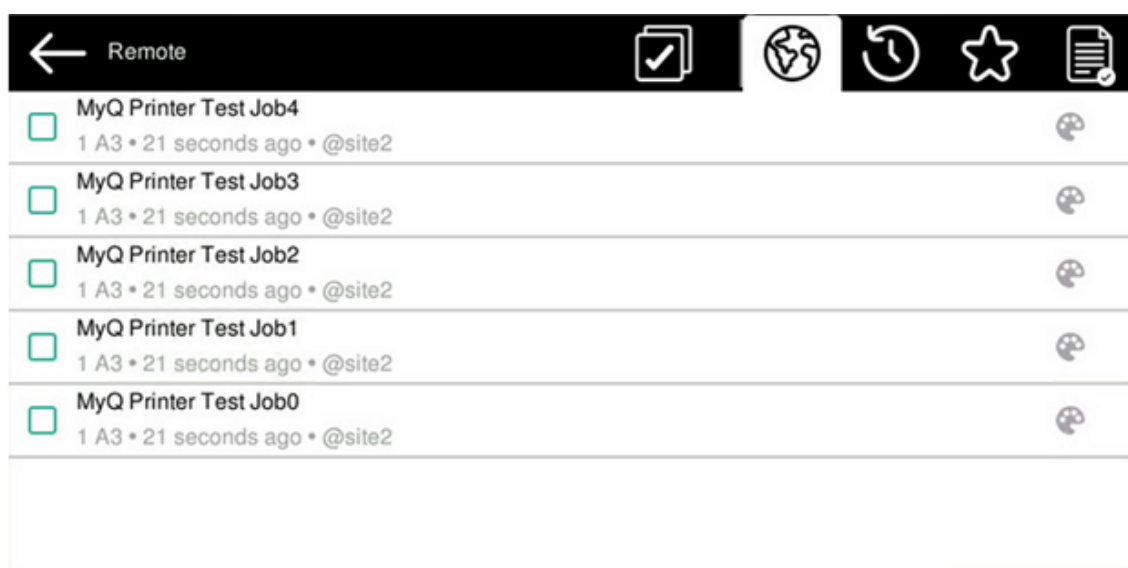 Remote
MyQ Printer Test Job4
1 A3 • 21 seconds ago • @site2
MyQ Printer Test Job3
1 A3 • 21 seconds ago • @site2
MyQ Printer Test Job2
1 A3 • 21 seconds ago • @site2
MyQ Printer Test Job1
1 A3 • 21 seconds ago • @site2
MyQ Printer Test Job0
1 A3 • 21 seconds ago • @site2